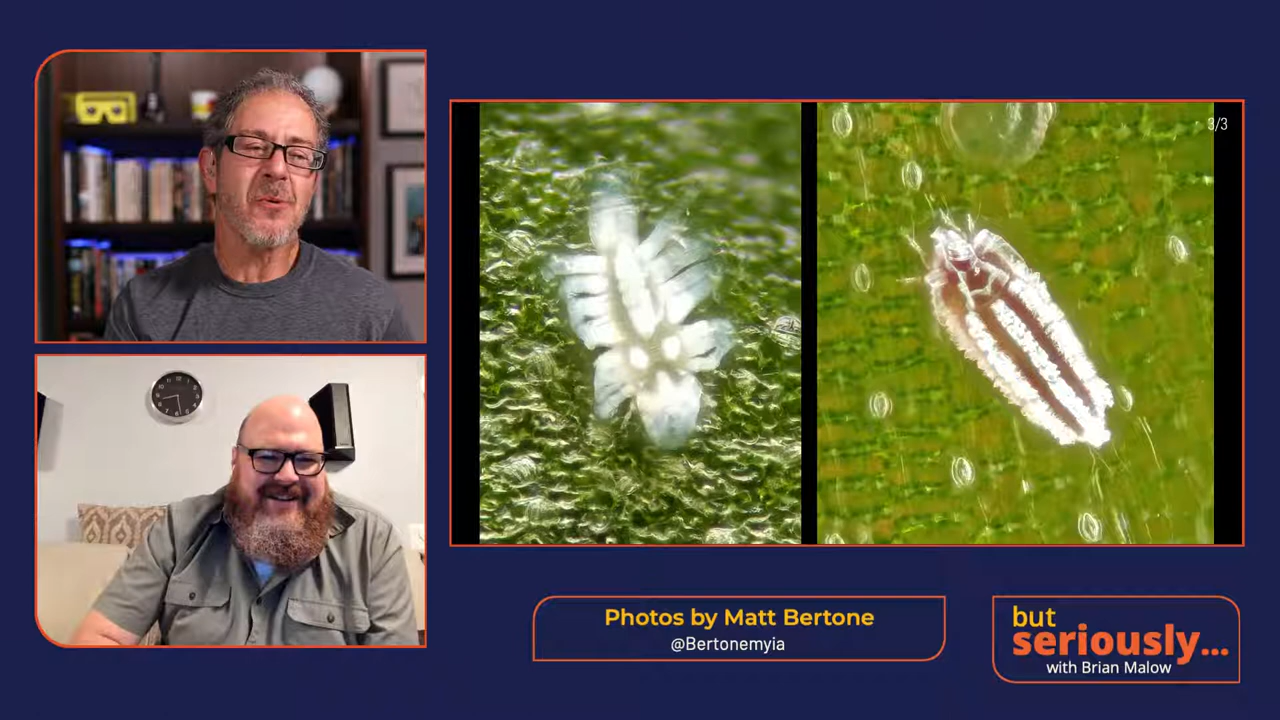 3/3
Photos by Matt Bertone
@Bertonemyia
but
seriously...
with Brian Malow